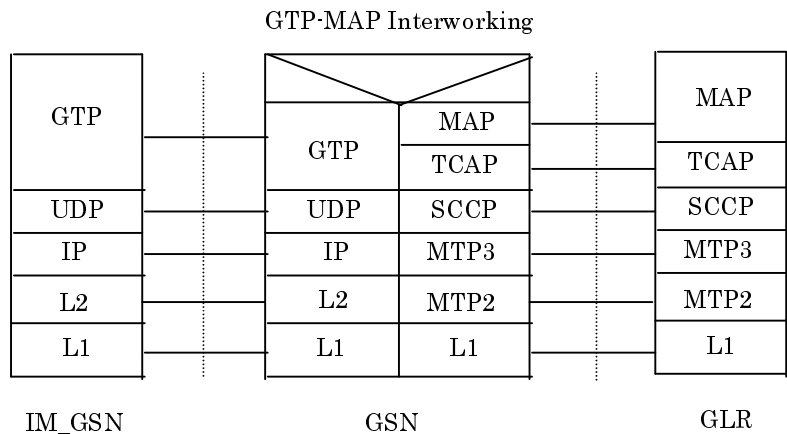 GTP-MAP Interworking
GTP
UDP
IP
L2
L1
IM_GSN
GTP
UDP
IP
L2
L1
MAP
TCAP
SCCP
MTP3
MTP2
L1
GSN
MAP
TCAP
SCCP
MTP3
MTP2
L1
GLR